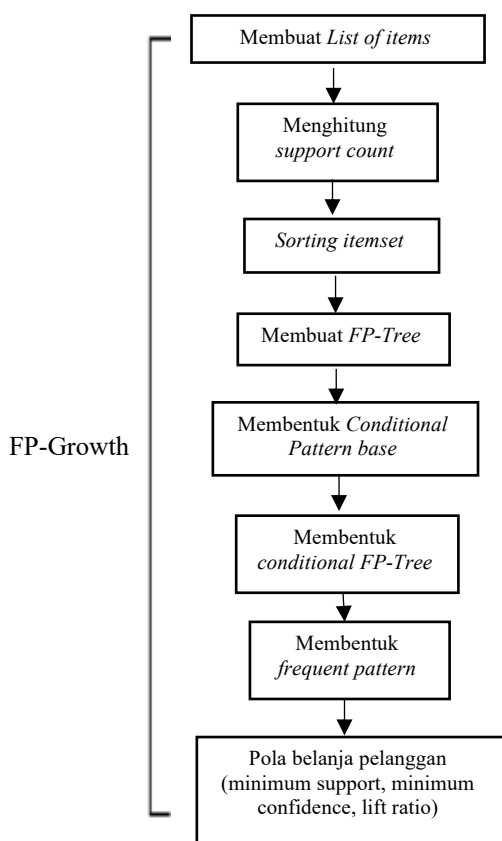 Membuat List of items
Menghitung
support count
Sorting itemset
Membuat FP-Tree
Membentuk Conditional
Pattern base
FP-Growth
Membentuk
conditional FP-Tree
Membentuk
frequent pattern
Pola belanja pelanggan
(minimum support, minimum
confidence, lift ratio)